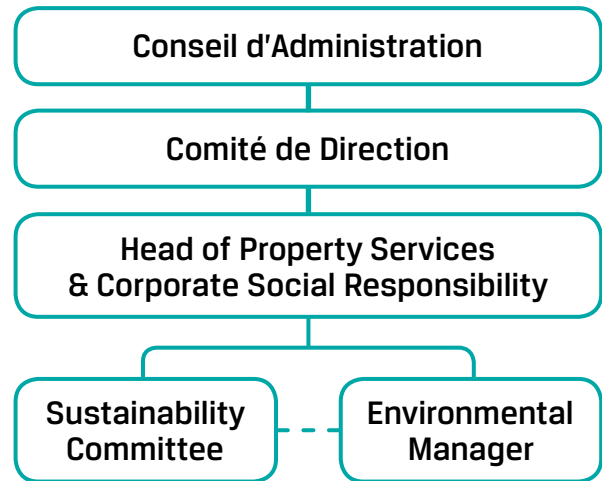 Conseil d'Administration
Comité de Direction
Head of Property Services
& Corporate Social Responsibility
Sustainability
Committee
Environmental
Manager